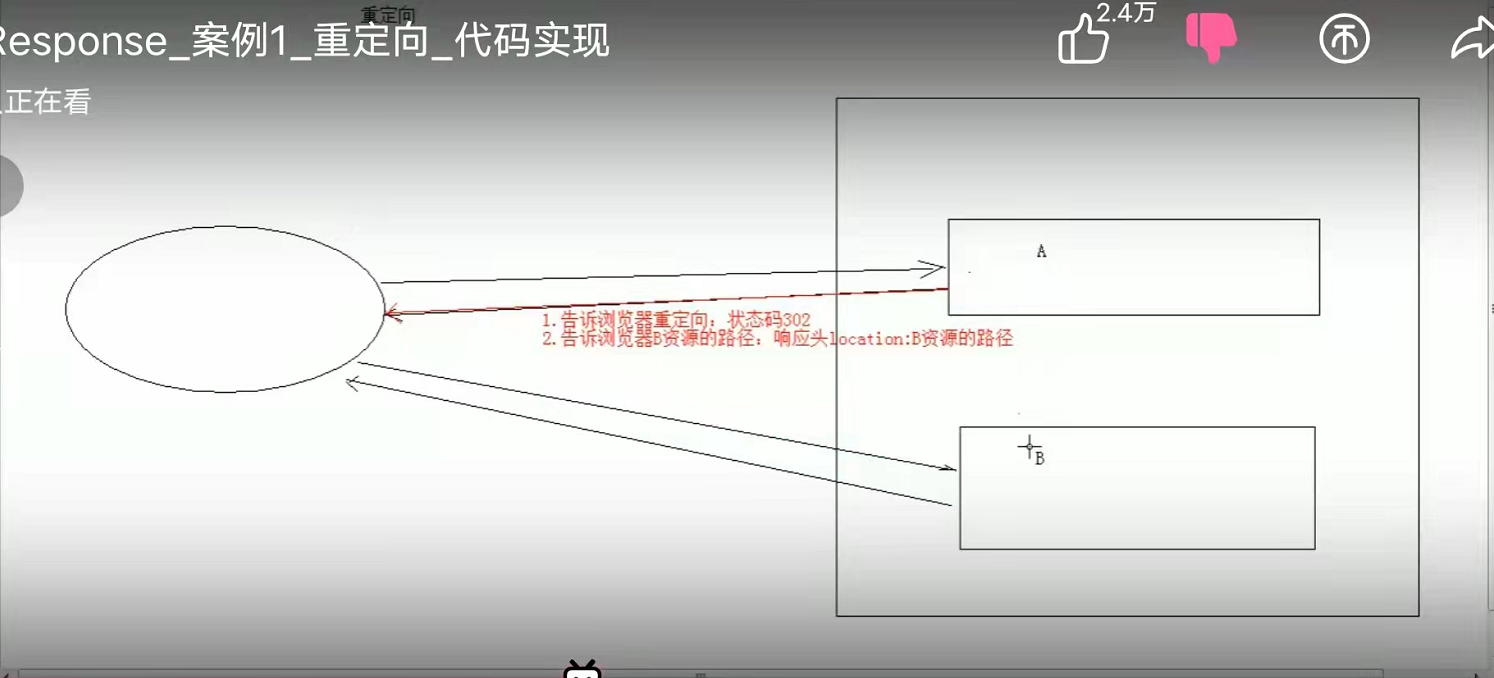 重定向
Response_案例1_重定向_代码实现
2.4万
正在看
A
1.告诉浏览器重定向：状态码302
2.告诉浏览器B资源的路径：响应头location:B资源的路径
B